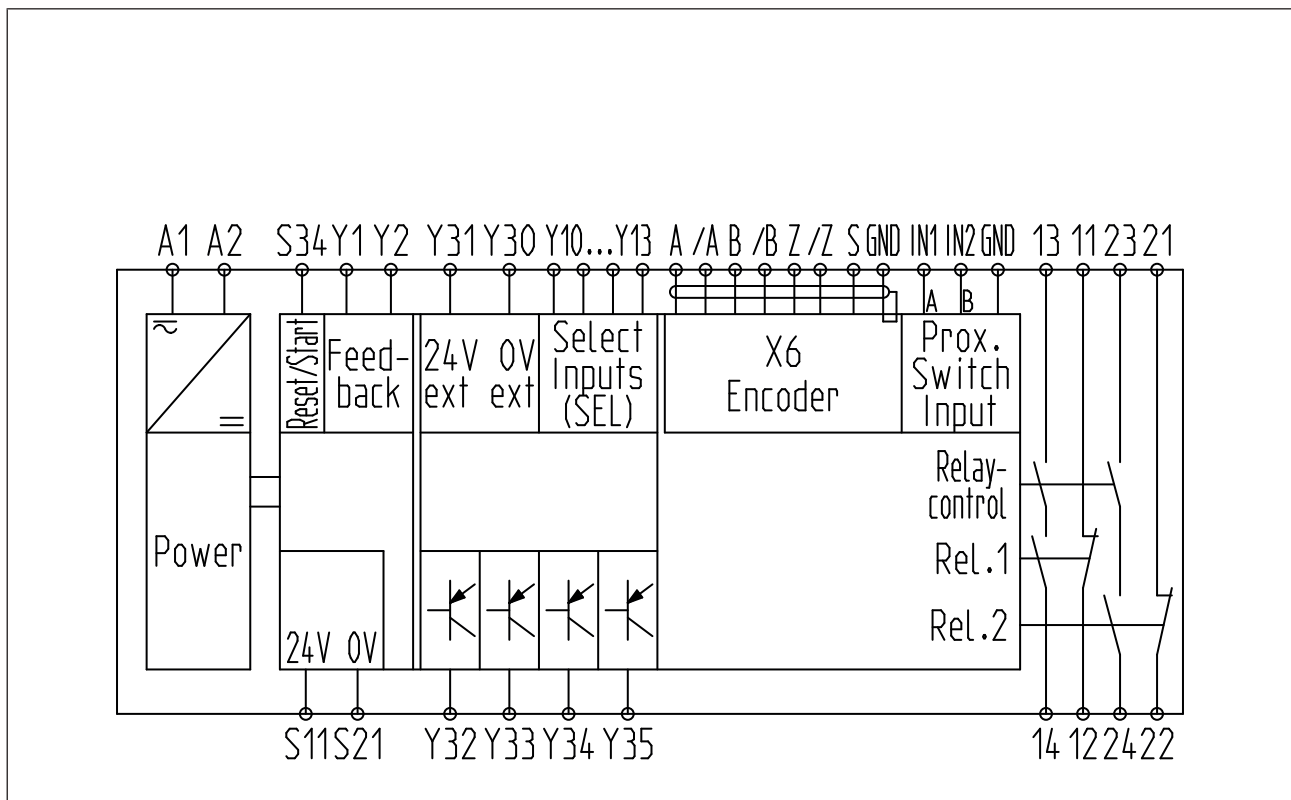 A1 A2 S34 Y1 Y2 Y31 Y30 Y10...Y13 A /A B /B Z /Z S GND IN1 IN2 GND 13 11 23 21
A B
Reset/Start
Feed-
back
24V 0V
ext ext
Select
Inputs
(SEL)
X6
Encoder
Prox.
Switch
Input
Relay-
control
Power
Rel.1
Rel.2
24V 0V
S11 S21 Y32 Y33 Y34 Y35 14 12 24 22